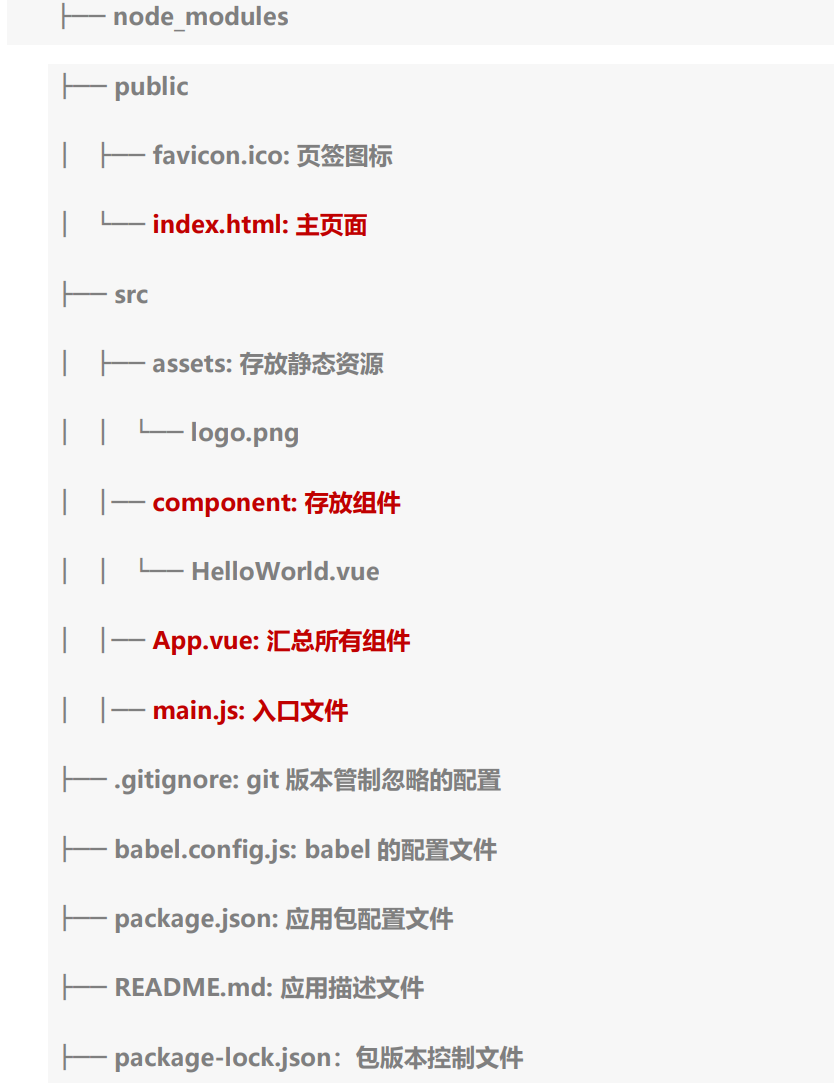 ├── node_modules
├── public
│ ├── favicon.ico: 页签图标
│ └── index.html: 主页面
├── src
│ ├── assets: 存放静态资源
│ │ └── logo.png
│ │── component: 存放组件
│ │ └── HelloWorld.vue
│ │── App.vue: 汇总所有组件
│ │── main.js: 入口文件
├── .gitignore: git 版本管制忽略的配置
├── babel.config.js: babel 的配置文件
├── package.json: 应用包配置文件
├── README.md: 应用描述文件
├── package-lock.json：包版本控制文件